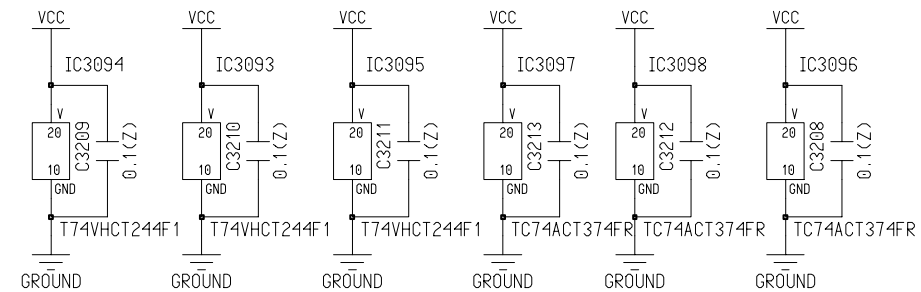 VCC VCC VCC VCC VCC VCC
IC3094 IC3093 IC3095 IC3097 IC3098 IC3096
V V V V V V
20 20 20 20 20 20
C3209 0.1(Z) C3210 0.1(Z) C3211 0.1(Z) C3213 0.1(Z) C3212 0.1(Z) C3208 0.1(Z)
10 10 10 10 10 10
GND GND GND GND GND GND
T74VHCT244F1 T74VHCT244F1 T74VHCT244F1 TC74ACT374FR TC74ACT374FR TC74ACT374FR
GROUND GROUND GROUND GROUND GROUND GROUND